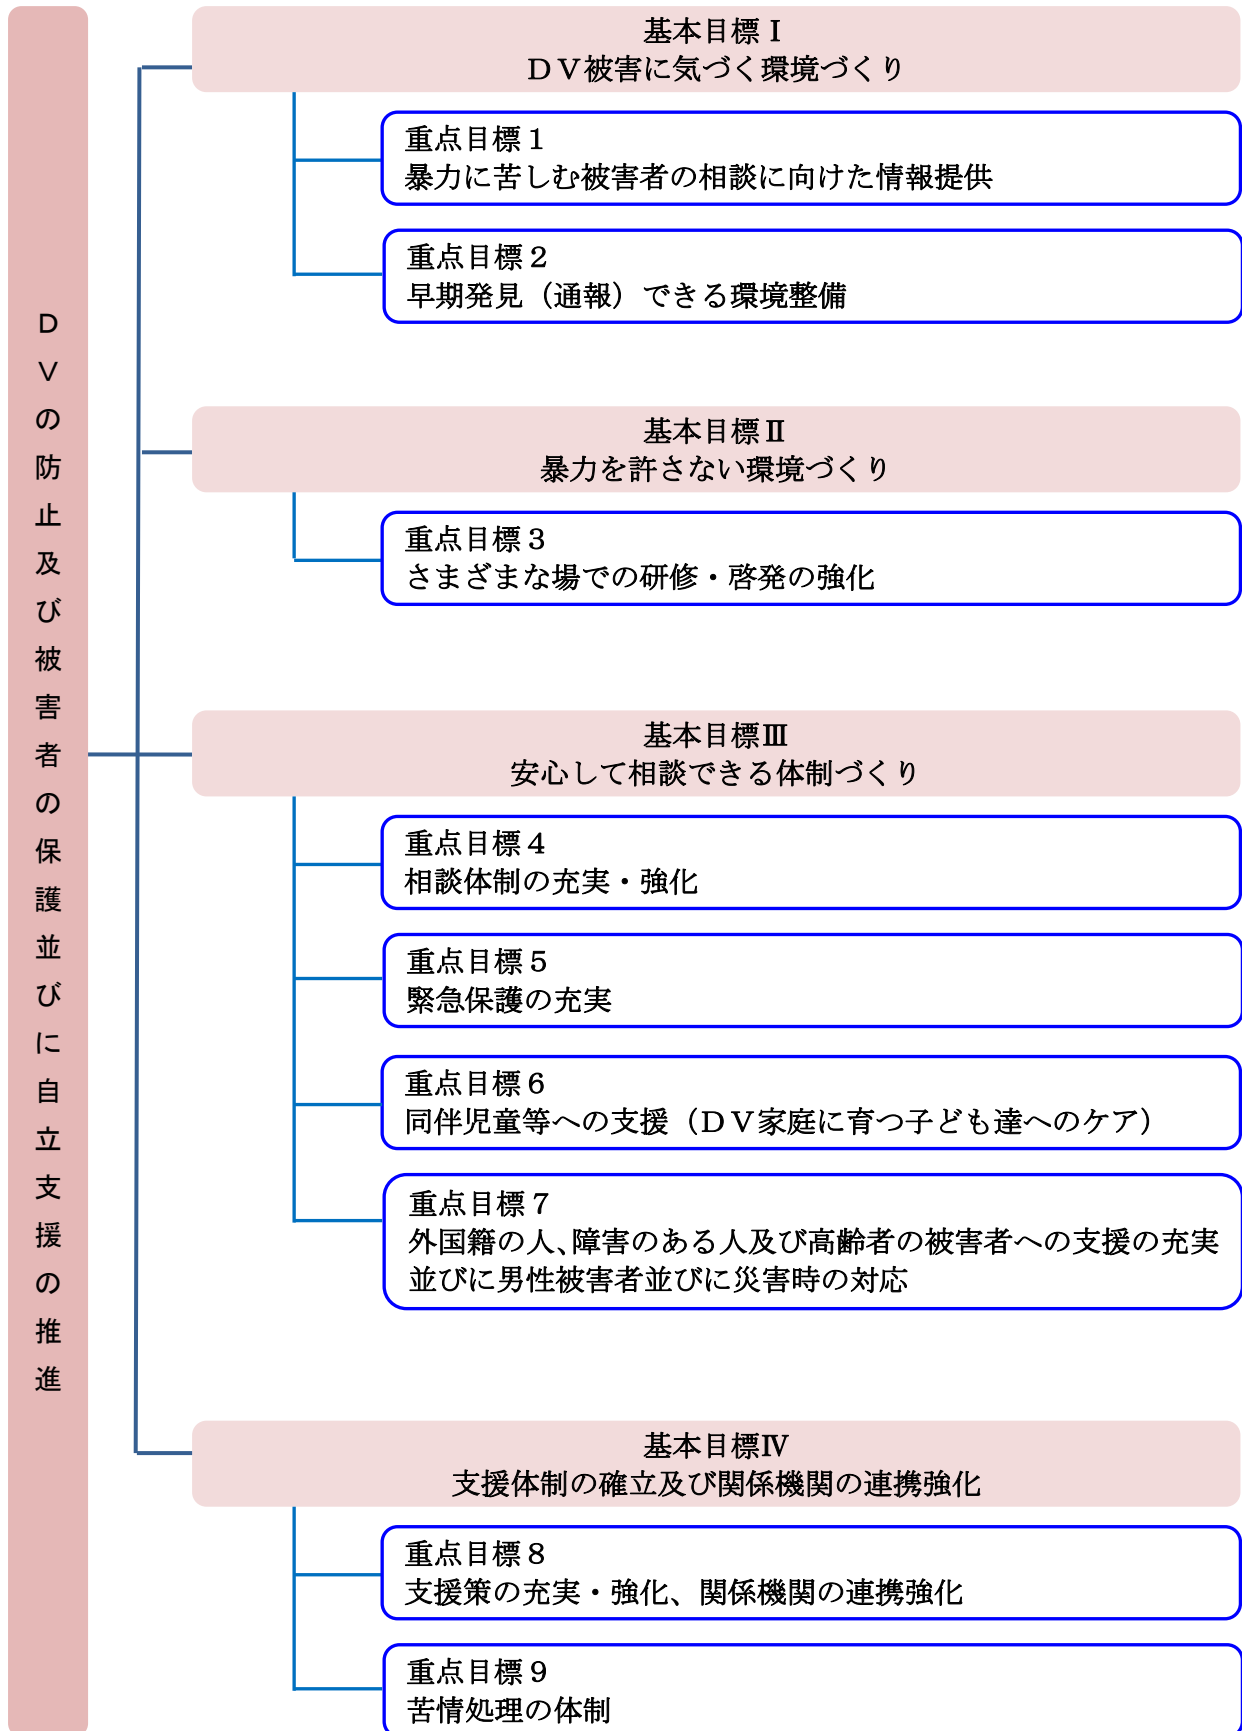 DVの防止及び被害者の保護並びに自立支援の推進
基本目標Ⅰ
ＤＶ被害に気づく環境づくり
重点目標１
暴力に苦しむ被害者の相談に向けた情報提供
重点目標２
早期発見（通報）できる環境整備
基本目標Ⅱ
暴力を許さない環境づくり
重点目標３
さまざまな場での研修・啓発の強化
基本目標Ⅲ
安心して相談できる体制づくり
重点目標４
相談体制の充実・強化
重点目標５
緊急保護の充実
重点目標６
同伴児童等への支援（ＤＶ家庭に育つ子ども達へのケア）
重点目標７
外国籍の人、障害のある人及び高齢者の被害者への支援の充実
並びに男性被害者並びに災害時の対応
基本目標Ⅳ
支援体制の確立及び関係機関の連携強化
重点目標８
支援策の充実・強化、関係機関の連携強化
重点目標９
苦情処理の体制